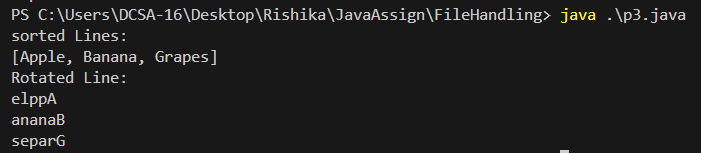 PS C:\Users\DCSA-16\Desktop\Rishika\JavaAssign\FileHandling> java .\p3.java
sorted Lines:
[Apple, Banana, Grapes]
Rotated Line:
elppA
ananaB
separG